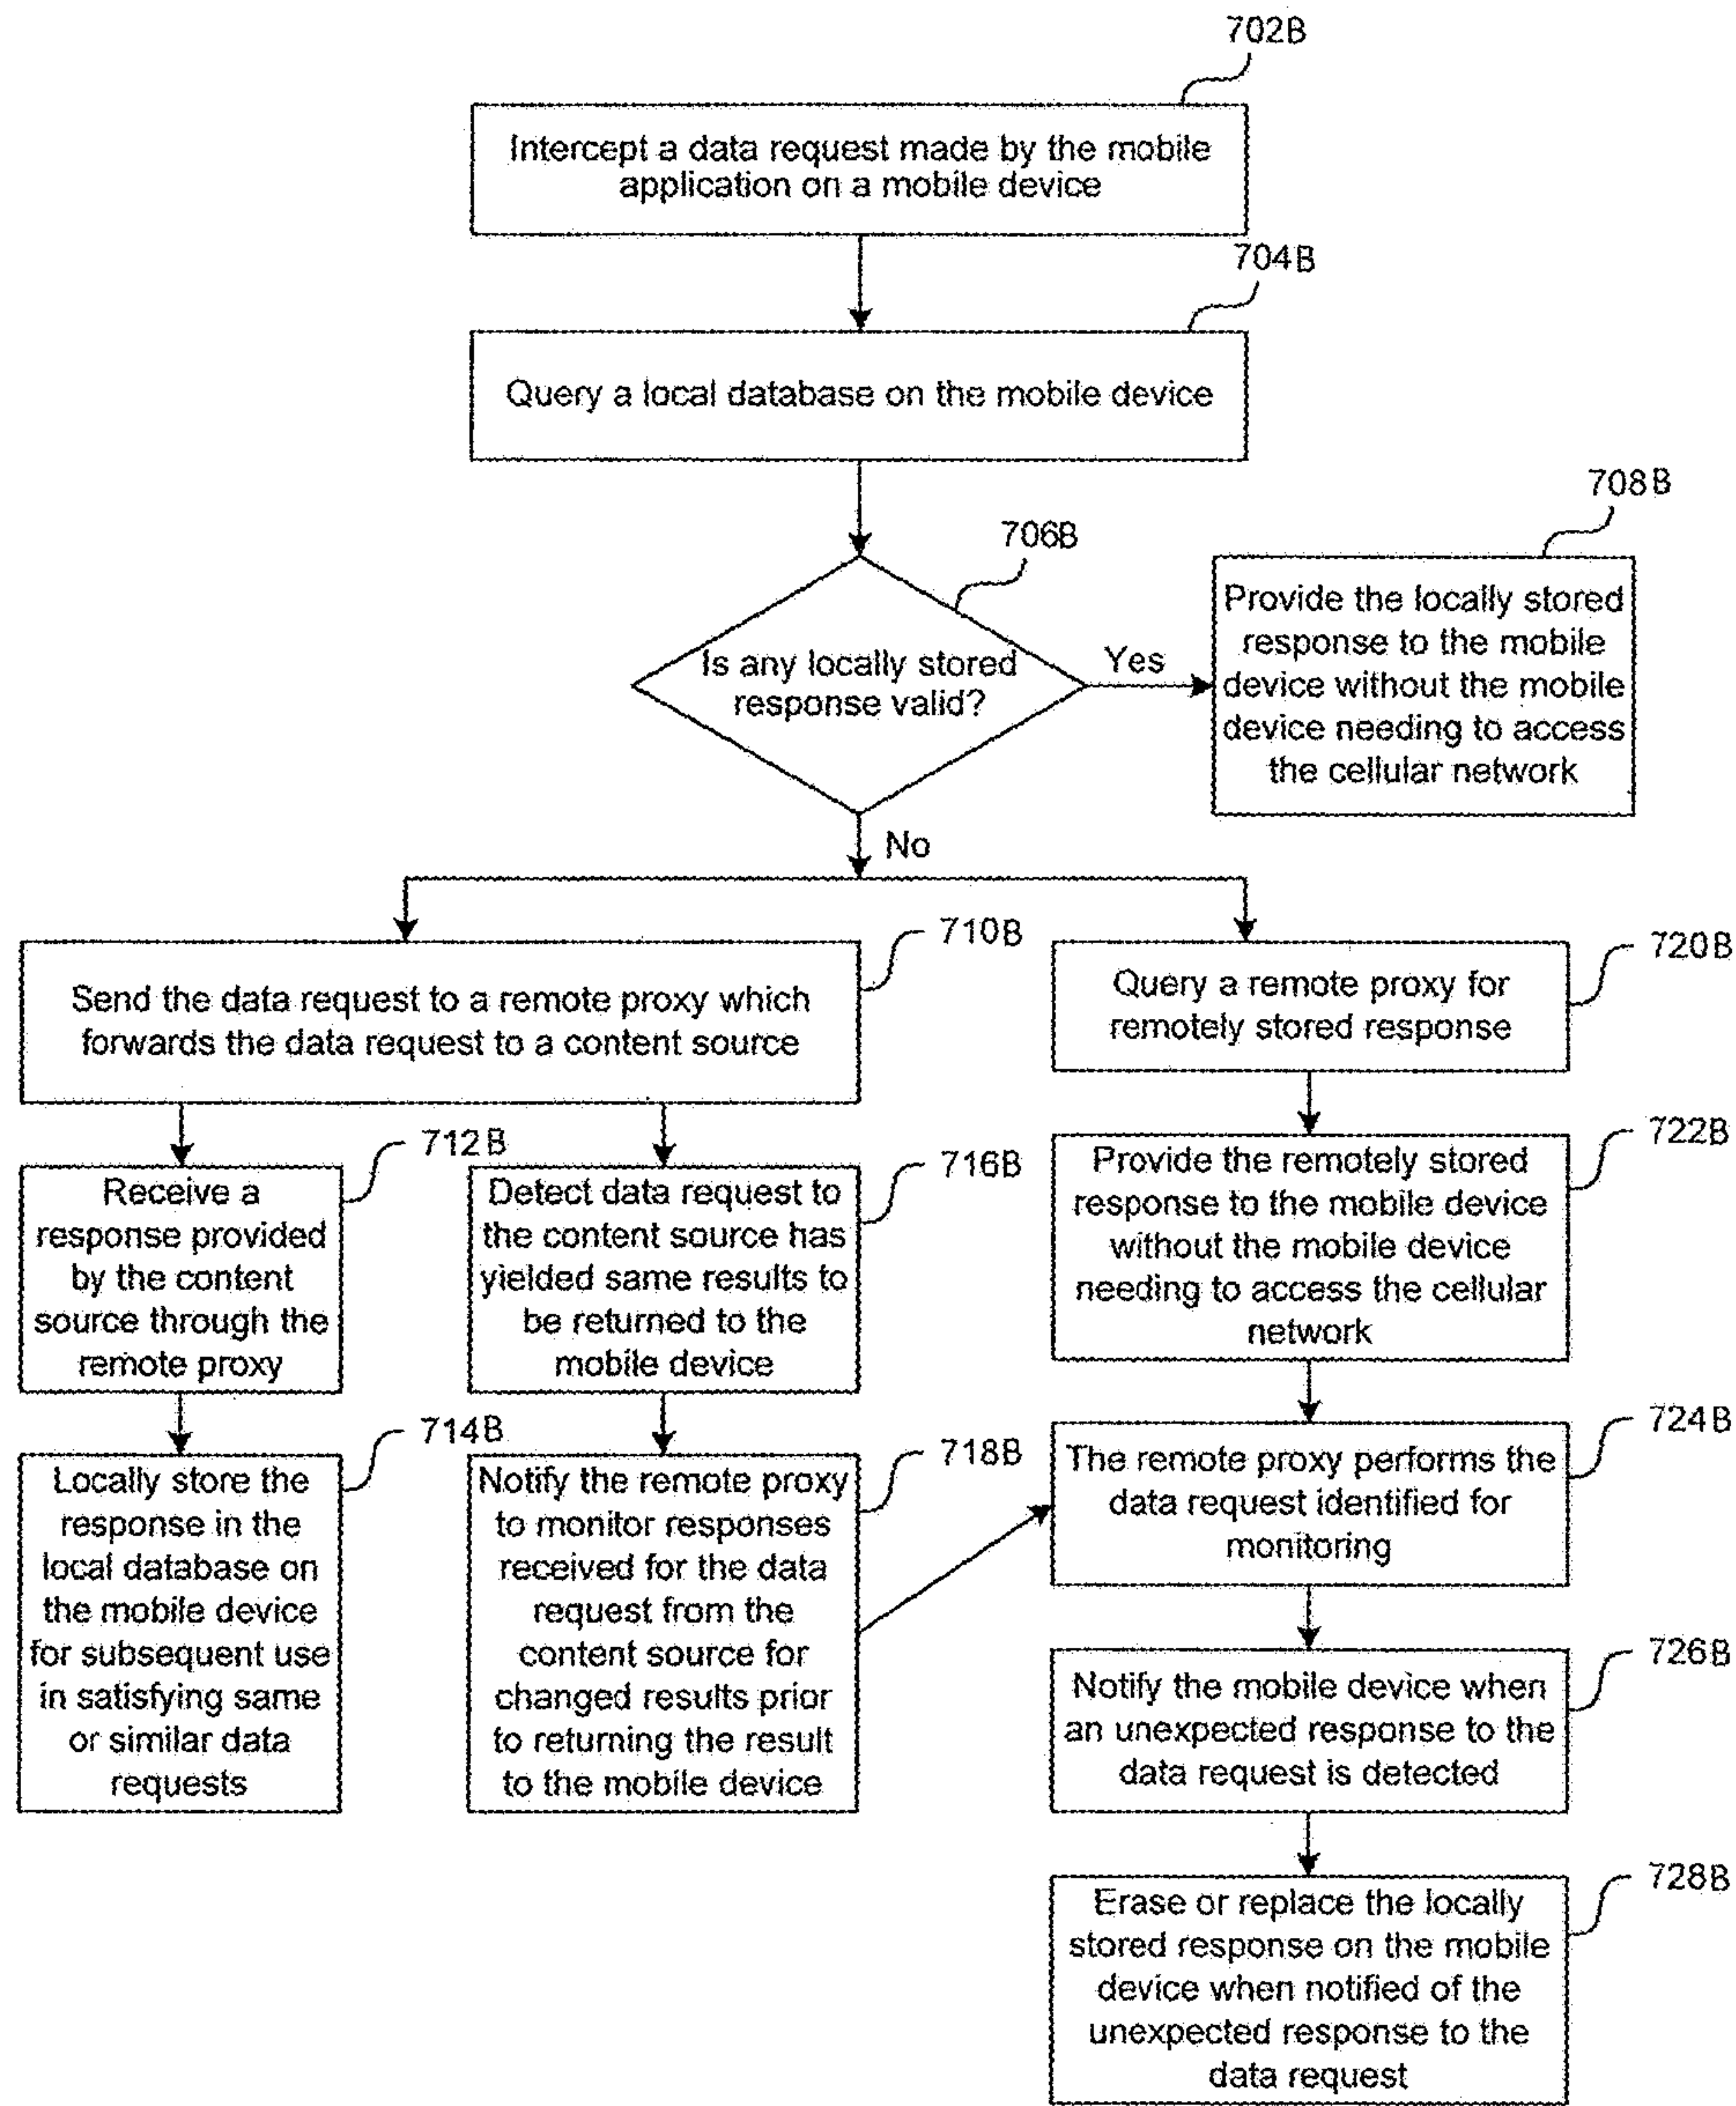 702B
Intercept a data request made by the mobile
application on a mobile device
704B
Query a local database on the mobile device
706B
Is any locally stored
response valid?
Yes
708B
Provide the locally stored
response to the mobile
device without the mobile
device needing to access
the cellular network
No
710B
Send the data request to a remote proxy which
forwards the data request to a content source
712B
Receive a
response provided
by the content
source through the
remote proxy
714B
Locally store the
response in the
local database on
the mobile device
for subsequent use
in satisfying same
or similar data
requests
716B
Detect data request to
the content source has
yielded same results to
be returned to the
mobile device
718B
Notify the remote proxy
to monitor responses
received for the data
request from the
content source for
changed results prior
to returning the result
to the mobile device
720B
Query a remote proxy for
remotely stored response
722B
Provide the remotely stored
response to the mobile device
without the mobile device
needing to access the cellular
network
724B
The remote proxy performs the
data request identified for
monitoring
726B
Notify the mobile device when
an unexpected response to the
data request is detected
728B
Erase or replace the locally
stored response on the mobile
device when notified of the
unexpected response to the
data request